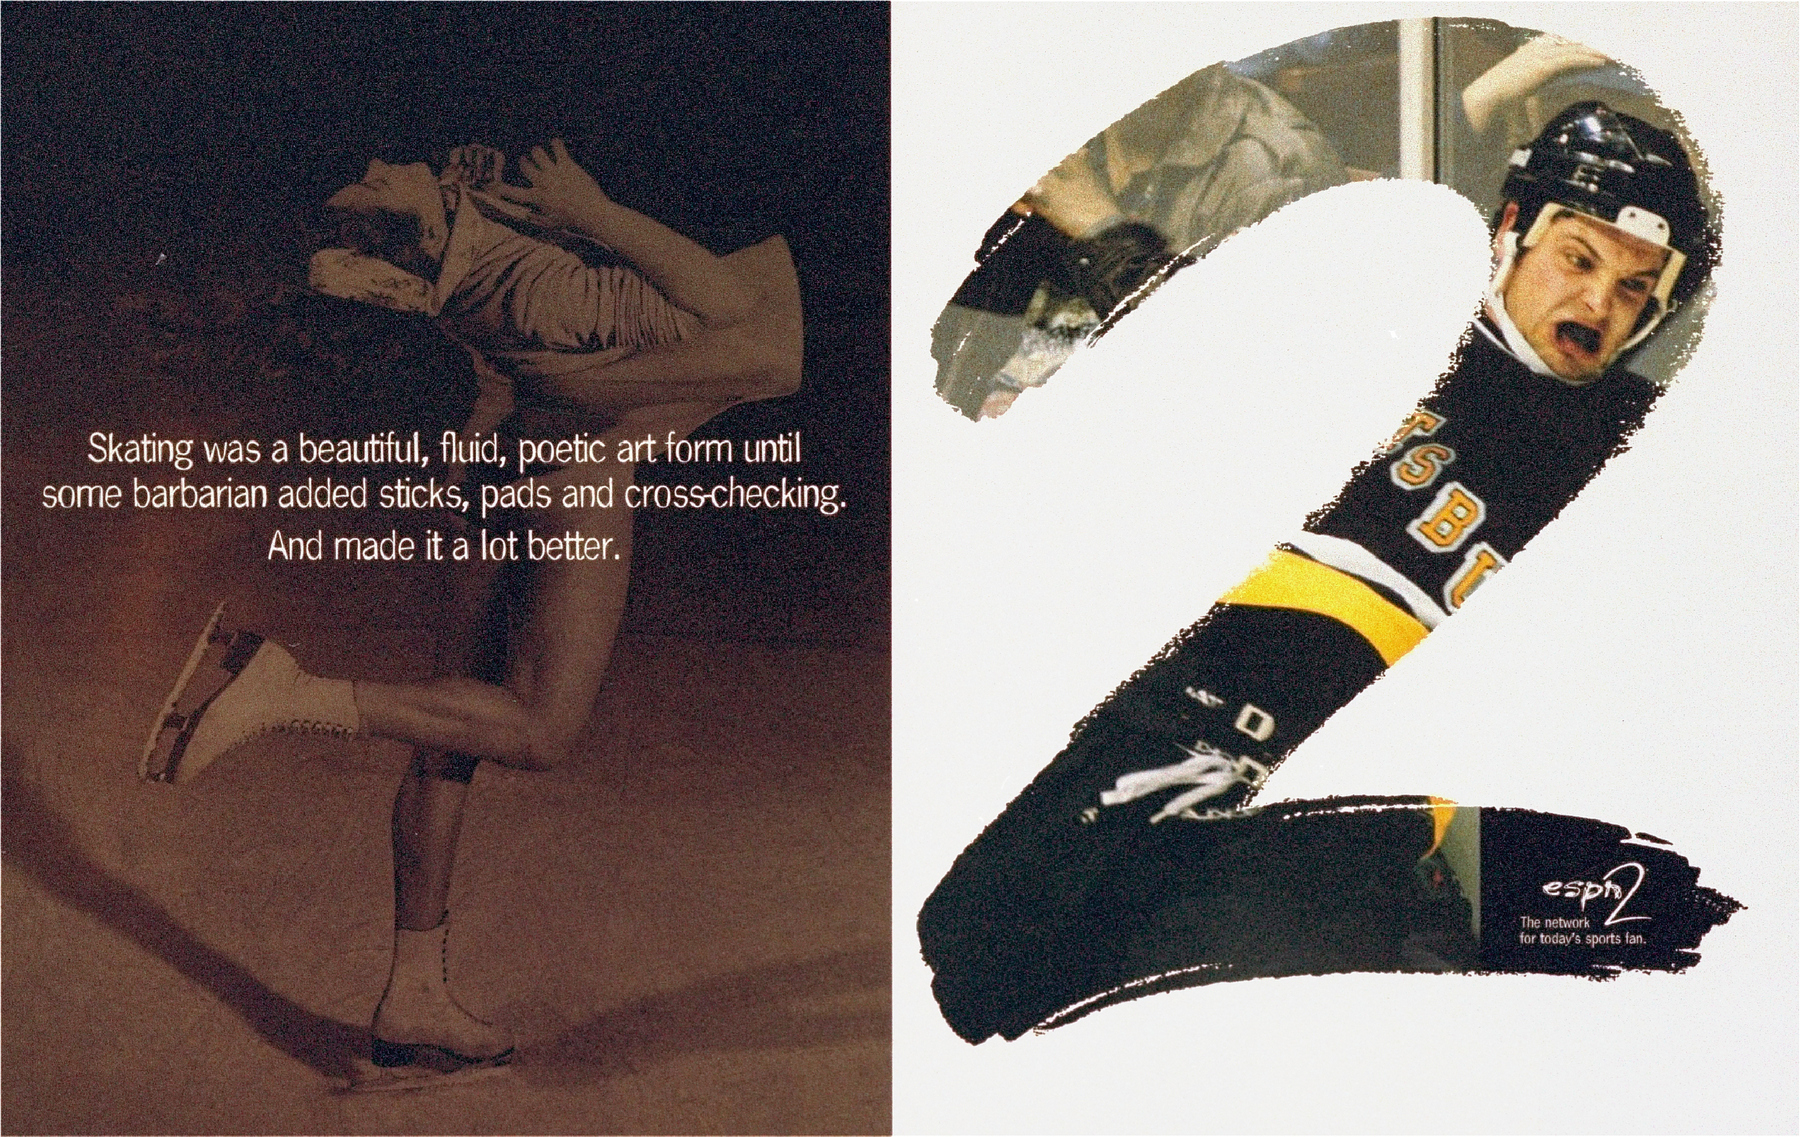 Skating was a beautiful, fluid, poetic art form until
some barbarian added sticks, pads and cross-checking.
And made it a lot better.
TSBU
D
espn2
The network
for today's sports fan.